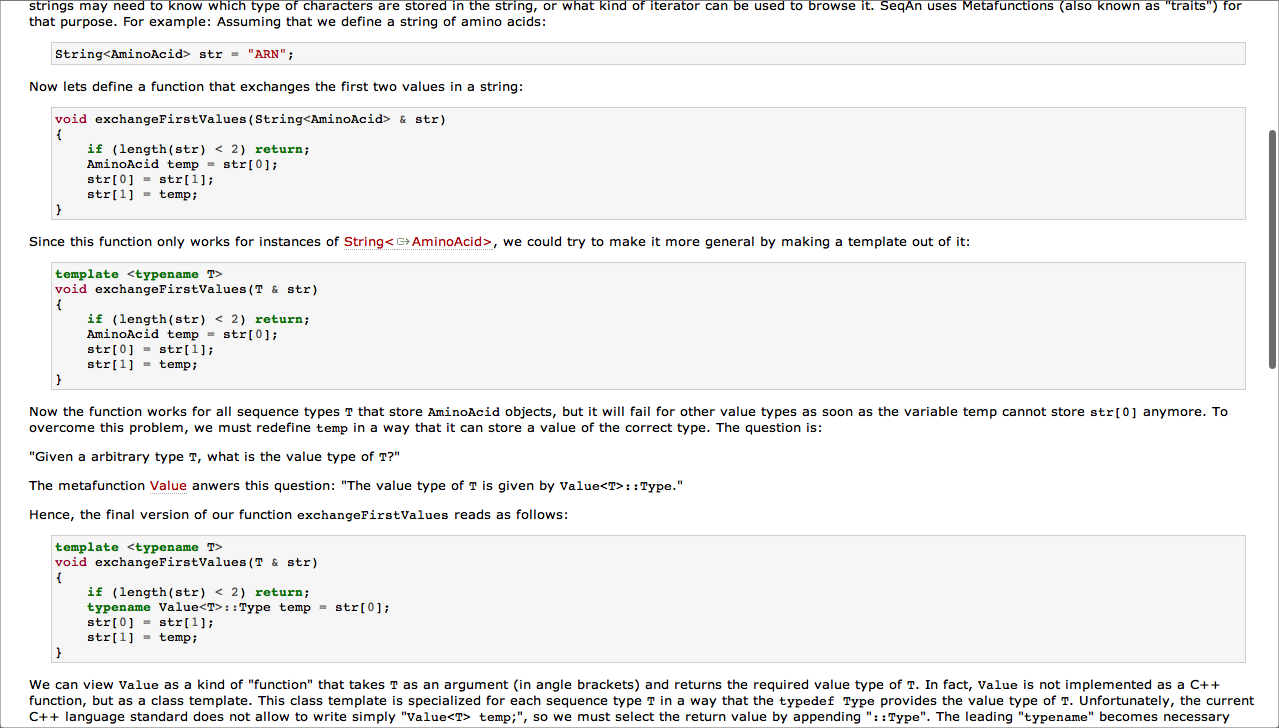 strings may need to know which type of characters are stored in the string, or what kind of iterator can be used to browse it. SeqAn uses Metafunctions (also known as "traits") for
that purpose. For example: Assuming that we define a string of amino acids:
String<AminoAcid> str = "ARN";
Now lets define a function that exchanges the first two values in a string:
void exchangeFirstValues(String<AminoAcid> & str)
{
    if (length(str) < 2) return;
    AminoAcid temp = str[0];
    str[0] = str[1];
    str[1] = temp;
}
Since this function only works for instances of String<AminoAcid>, we could try to make it more general by making a template out of it:
template <typename T>
void exchangeFirstValues(T & str)
{
    if (length(str) < 2) return;
    AminoAcid temp = str[0];
    str[0] = str[1];
    str[1] = temp;
}
Now the function works for all sequence types T that store AminoAcid objects, but it will fail for other value types as soon as the variable temp cannot store str[0] anymore. To
overcome this problem, we must redefine temp in a way that it can store a value of the correct type. The question is:
"Given a arbitrary type T, what is the value type of T?"
The metafunction Value anwers this question: "The value type of T is given by Value<T>::Type."
Hence, the final version of our function exchangeFirstValues reads as follows:
template <typename T>
void exchangeFirstValues(T & str)
{
    if (length(str) < 2) return;
    typename Value<T>::Type temp = str[0];
    str[0] = str[1];
    str[1] = temp;
}
We can view Value as a kind of "function" that takes T as an argument (in angle brackets) and returns the required value type of T. In fact, Value is not implemented as a C++
function, but as a class template. This class template is specialized for each sequence type T in a way that the typedef Type provides the value type of T. Unfortunately, the current
C++ language standard does not allow to write simply "Value<T> temp;", so we must select the return value by appending "::Type". The leading "typename" becomes necessary